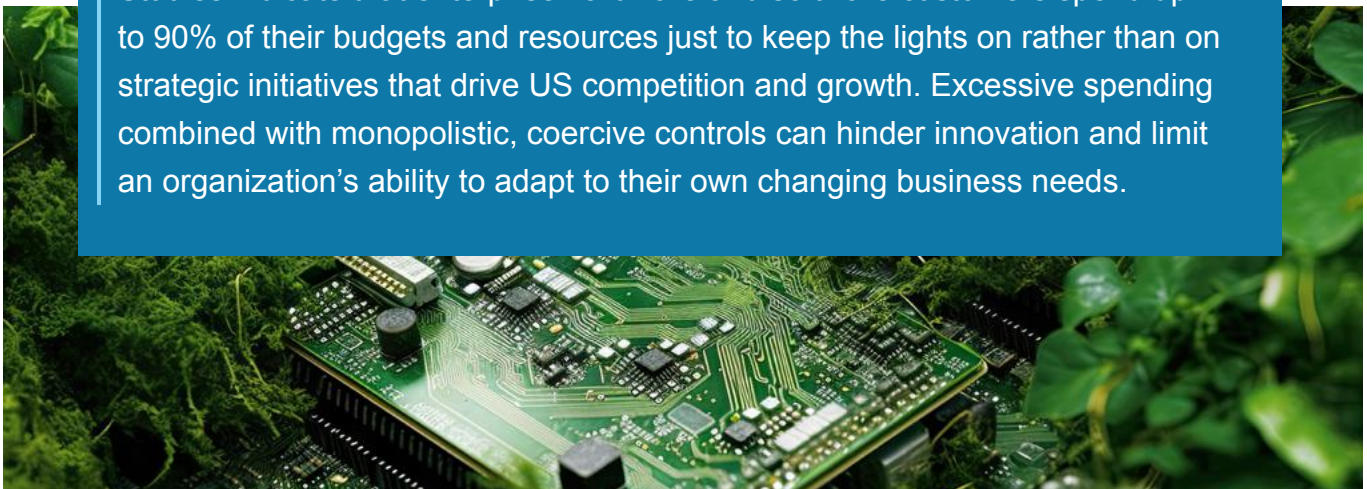 to 90% of their budgets and resources just to keep the lights on rather than on
strategic initiatives that drive US competition and growth. Excessive spending
combined with monopolistic, coercive controls can hinder innovation and limit
an organization’s ability to adapt to their own changing business needs.